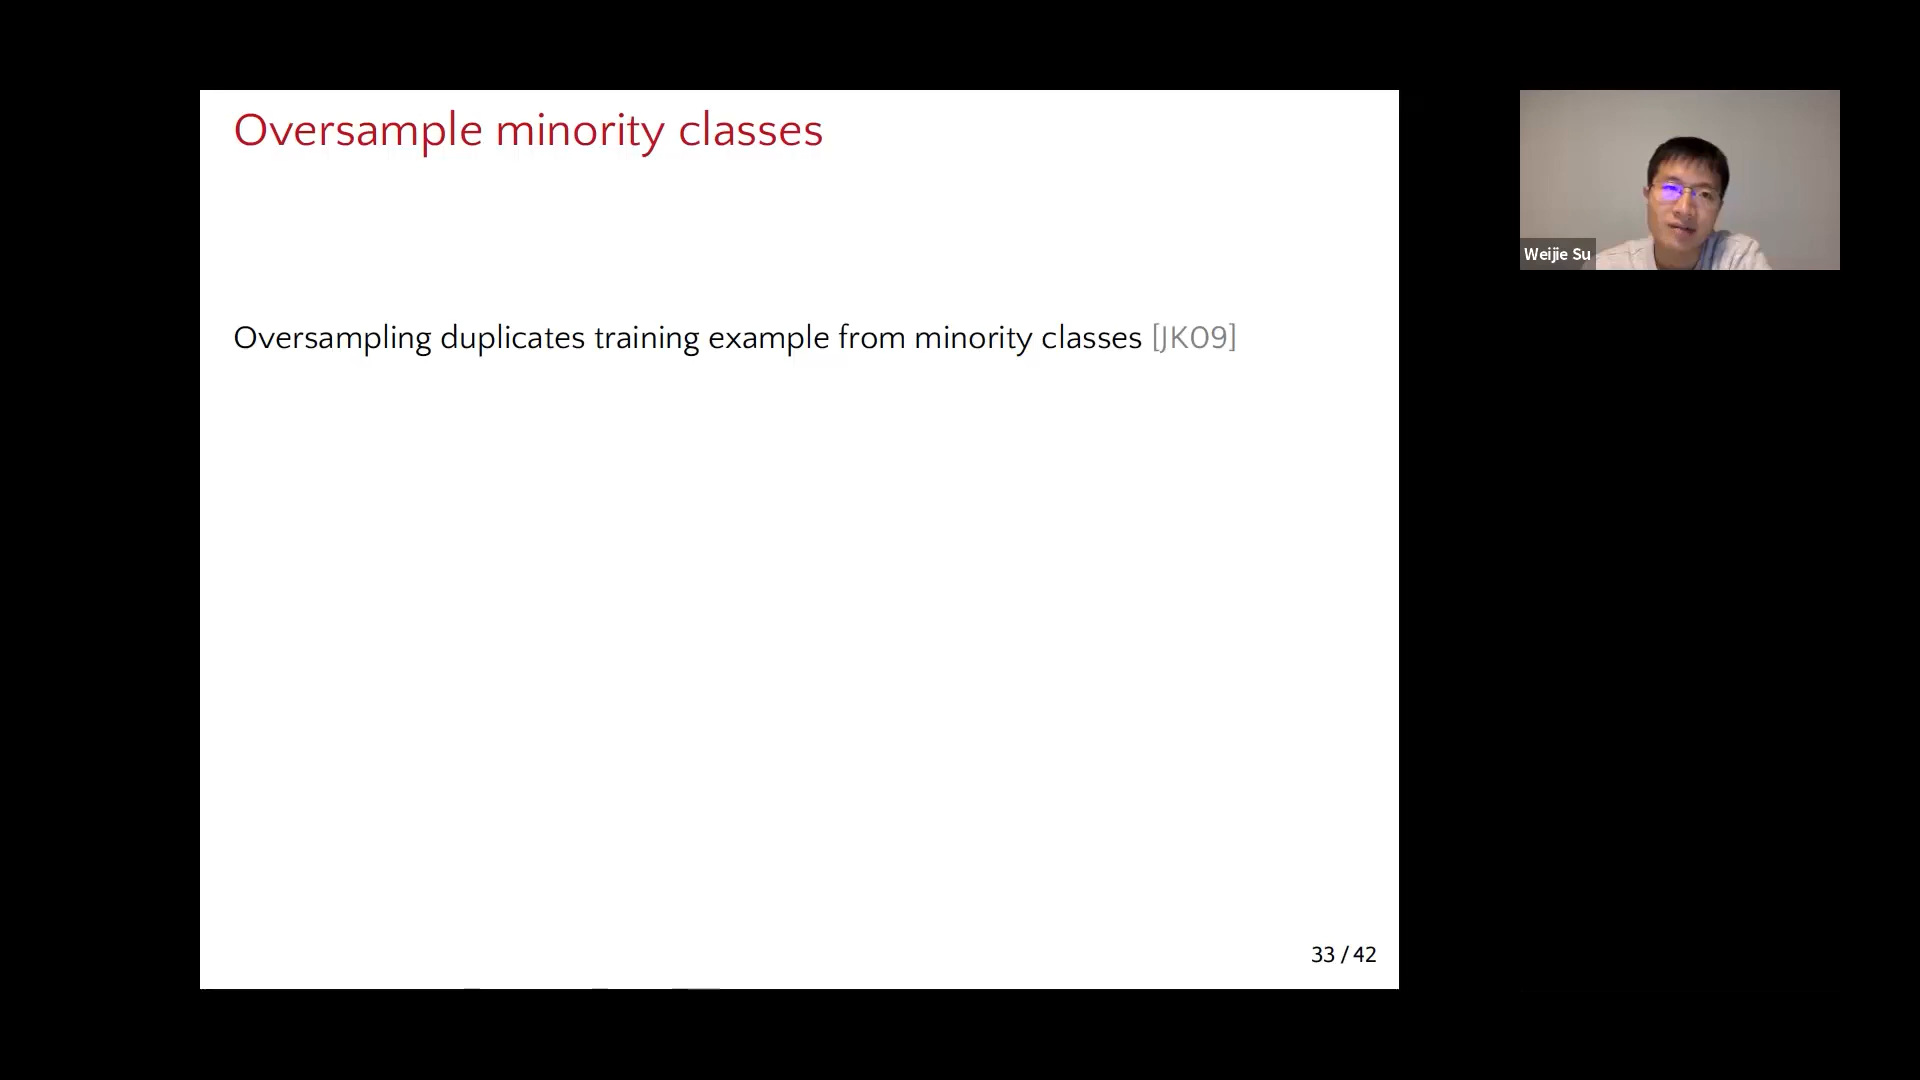 Oversample minority classes
Oversampling duplicates training example from minority classes [JK09]
33 / 42
Weijie Su